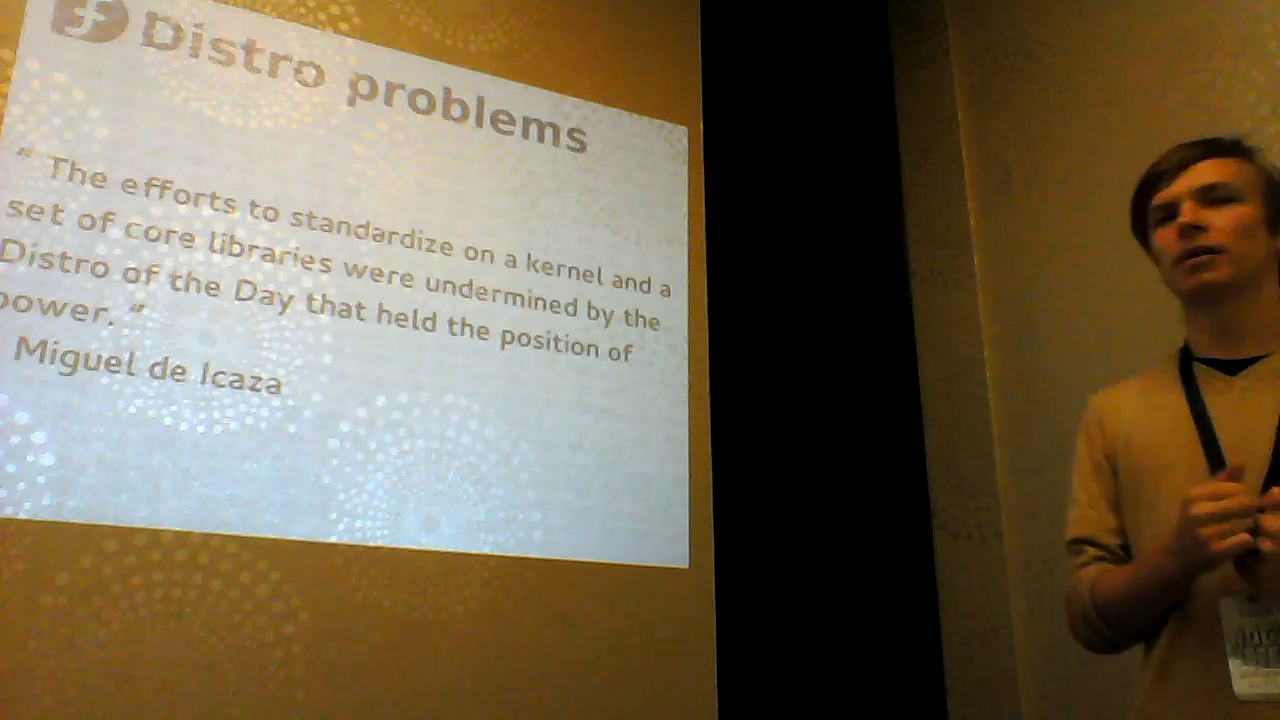 Distro problems
“ The efforts to standardize on a kernel and a
set of core libraries were undermined by the
Distro of the Day that held the position of
power. “
Miguel de Icaza